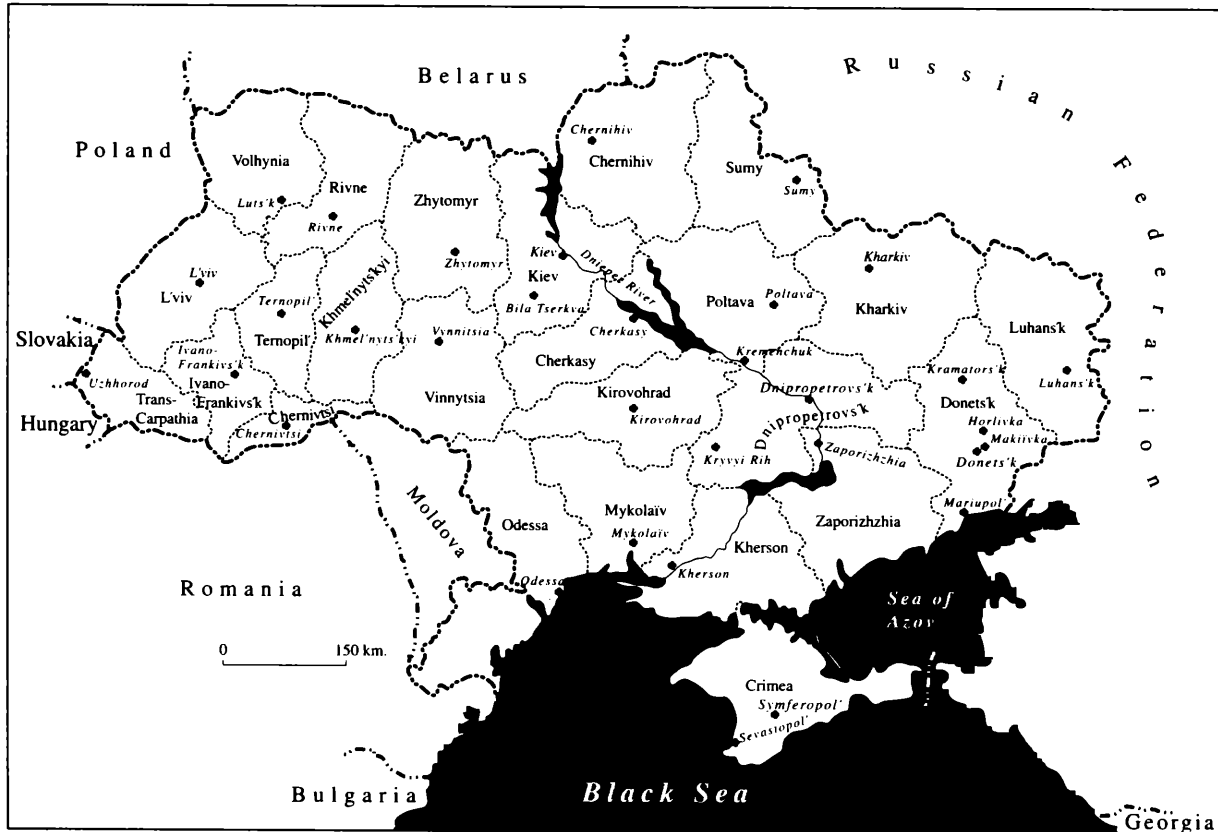 Belarus
Russian Federation
Poland
Chernihiv
Chernihiv
Sumy
Sumy
Volhynia
Luts'k
Rivne
Rivne
Zhytomyr
Zhytomyr
Kiev
Kiev
Bila Tserkva
Dnieper River
Kharkiv
Kharkiv
Poltava
Poltava
L'viv
L'viv
Ternopil'
Ternopil'
Khmel'nyts'kyi
Khmel'nyts'kyi
Vynnitsia
Vinnytsia
Cherkasy
Cherkasy
Kremenchuk
Luhans'k
Luhans'k
Slovakia
Uzhhorod
Trans-
Carpathia
Ivano-
Frankivs'k
Ivano-
Frankivs'k
Chernivtsi
Chernivtsi
Hungary
Kirovohrad
Kirovohrad
Dnipropetrovs'k
Dnipropetrovs'k
Kramators'k
Donets'k
Horlivka
Makiivka
Donets'k
Kryvyi Rih
Zaporizhzhia
Zaporizhzhia
Mariupol'
Moldova
Odessa
Odessa
Mykolaïv
Mykolaïv
Kherson
Kherson
Romania
0 150 km.
Sea of
Azov
Crimea
Symferopol'
Sevastopol'
Bulgaria
Black Sea
Georgia